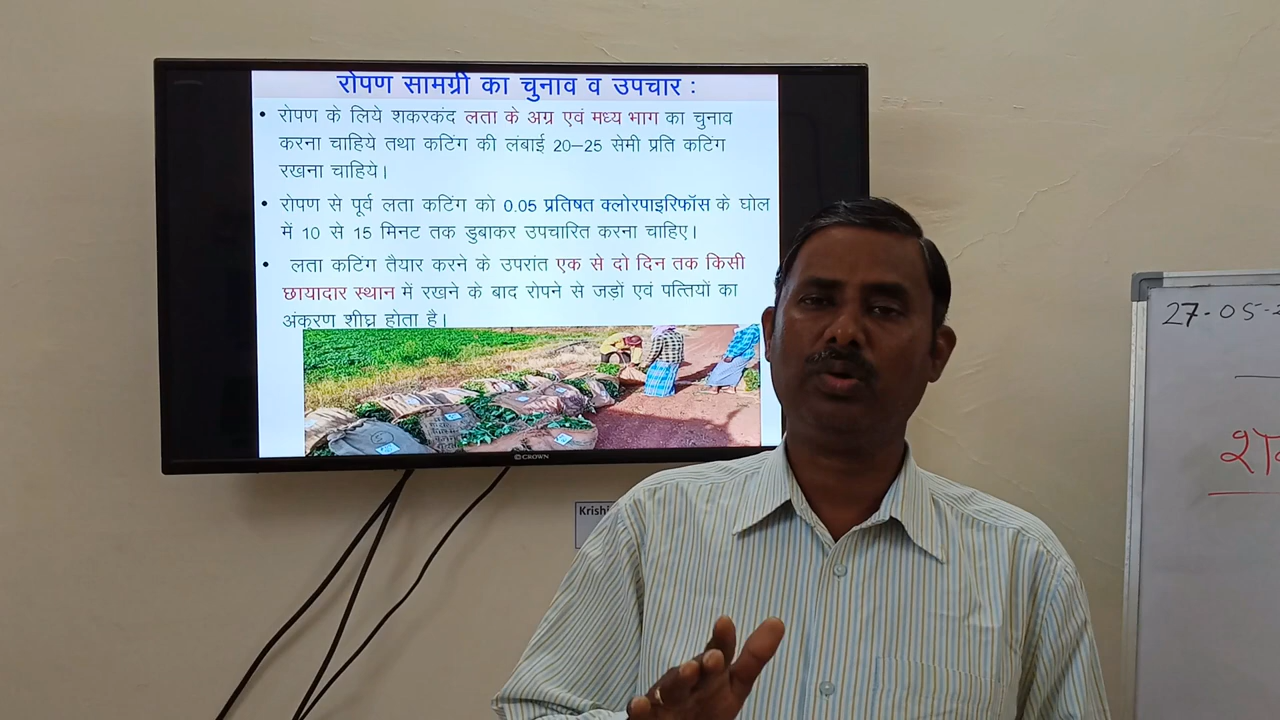 रोपण सामग्री का चुनाव व उपचार :
• रोपण के लिये शकरकंद लता के अग्र एवं मध्य भाग का चुनाव
करना चाहिये तथा कटिंग की लंबाई 20–25 सेमी प्रति कटिग
रखना चाहिये।
• रोपण से पूर्व लता कटिंग को 0.05 प्रतिषत क्लोरपाइरिफॉस के घोल
में 10 से 15 मिनट तक डुबाकर उपचारित करना चाहिए।
• लता कटिंग तैयार करने के उपरांत एक से दो दिन तक किसी
छायादार स्थान में रखने के बाद रोपने से जड़ों एवं पत्तियों का
अंकुरण शीघ्र होता है।
CROWN
Krishi
27-05-2